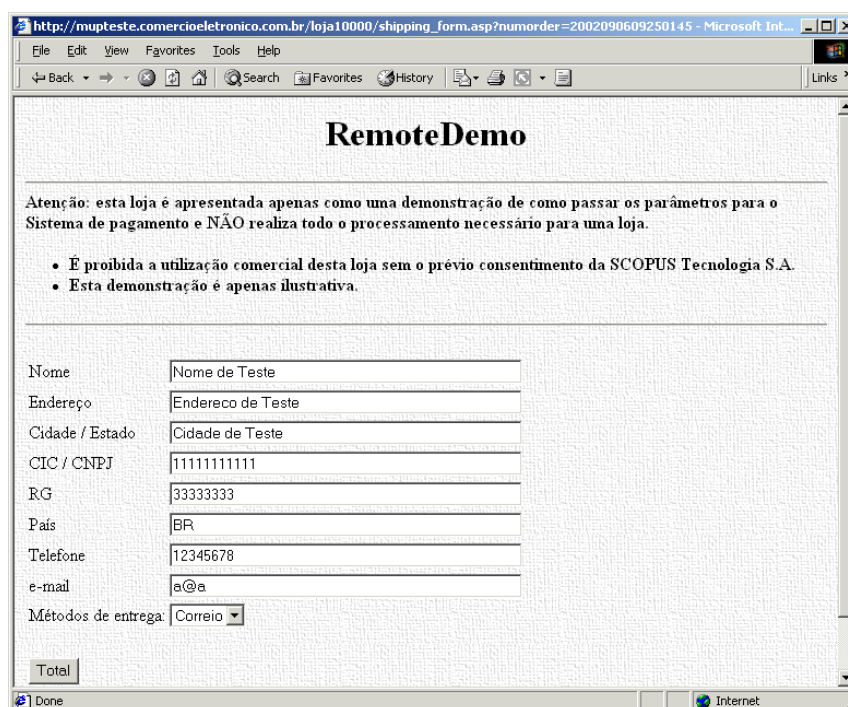 http://mupteste.comercioeletronico.com.br/loja10000/shipping_form.asp?numorder=2002090609250145 - Microsoft Int...
File Edit View Favorites Tools Help
Back Search Favorites History Links
RemoteDemo
Atenção: esta loja é apresentada apenas como uma demonstração de como passar os parâmetros para o
Sistema de pagamento e NÃO realiza todo o processamento necessário para uma loja.
• É proibida a utilização comercial desta loja sem o prévio consentimento da SCOPUS Tecnologia S.A.
• Esta demonstração é apenas ilustrativa.
Nome Nome de Teste
Endereço Endereco de Teste
Cidade / Estado Cidade de Teste
CIC / CNPJ 11111111111
RG 33333333
País BR
Telefone 12345678
e-mail a@a
Métodos de entrega: Correio
Total
Done Internet